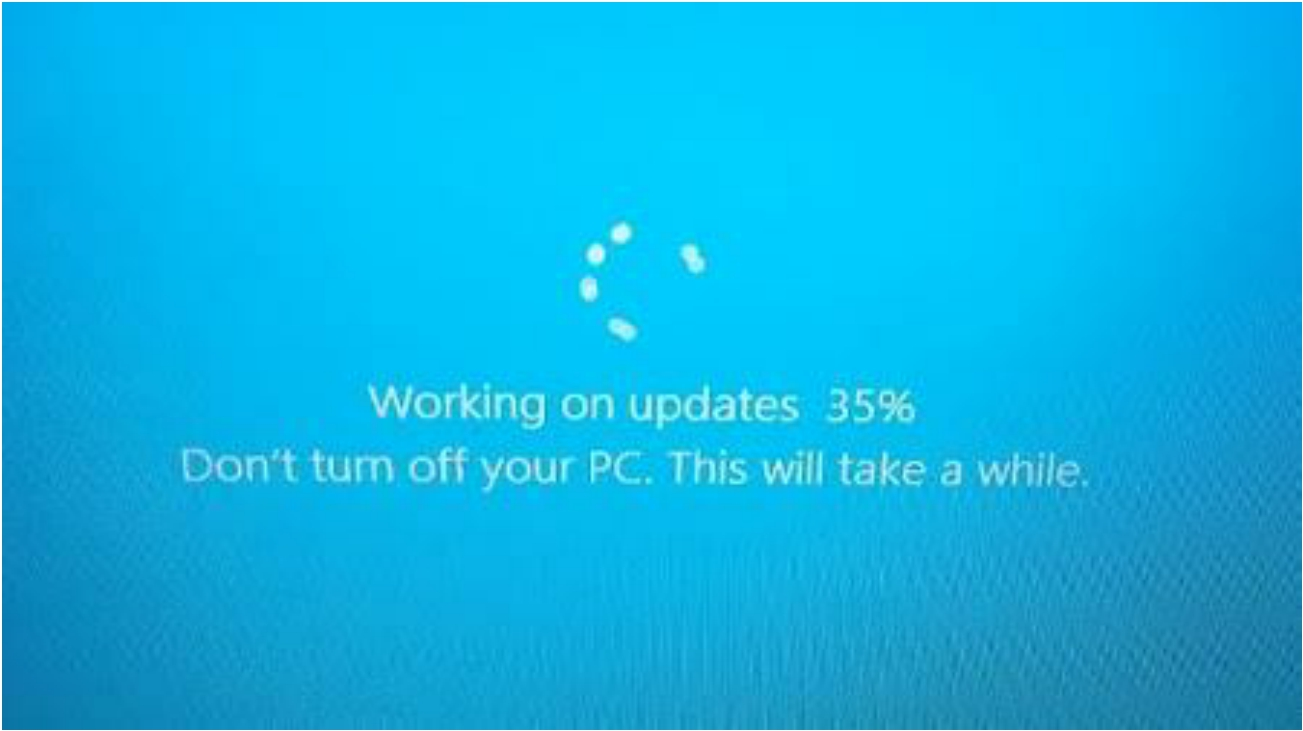 Working on updates 35%
Don't turn off your PC. This will take a while.